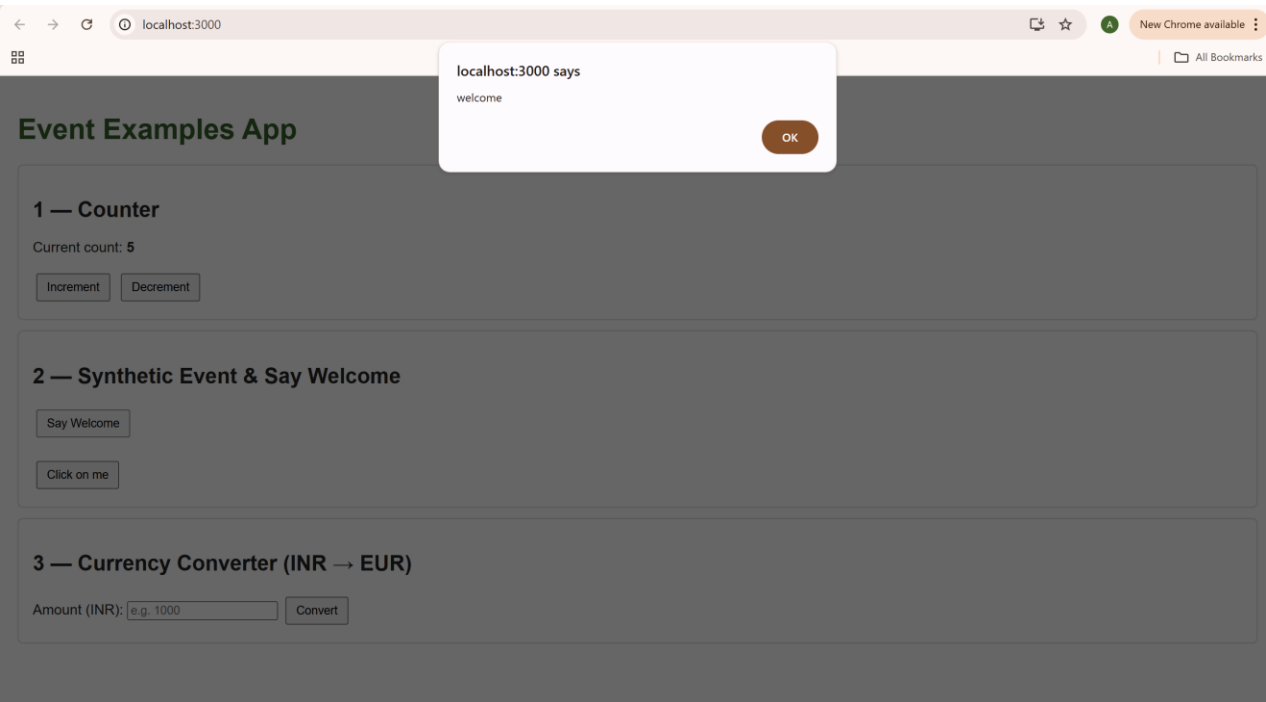 localhost:3000
A
New Chrome available
All Bookmarks
localhost:3000 says
welcome
OK
Event Examples App
1 — Counter
Current count: 5
Increment Decrement
2 — Synthetic Event & Say Welcome
Say Welcome
Click on me
3 — Currency Converter (INR → EUR)
Amount (INR): e.g. 1000 Convert